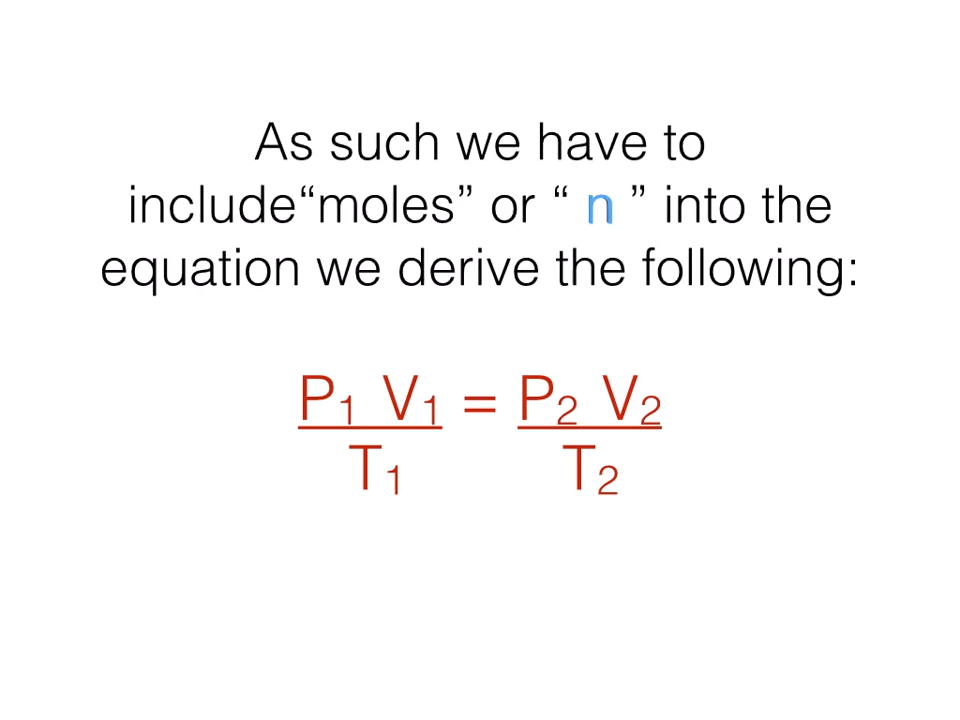 As such we have to
include“moles” or “ n ” into the
equation we derive the following:
P₁ V₁ = P₂ V₂
T₁ T₂